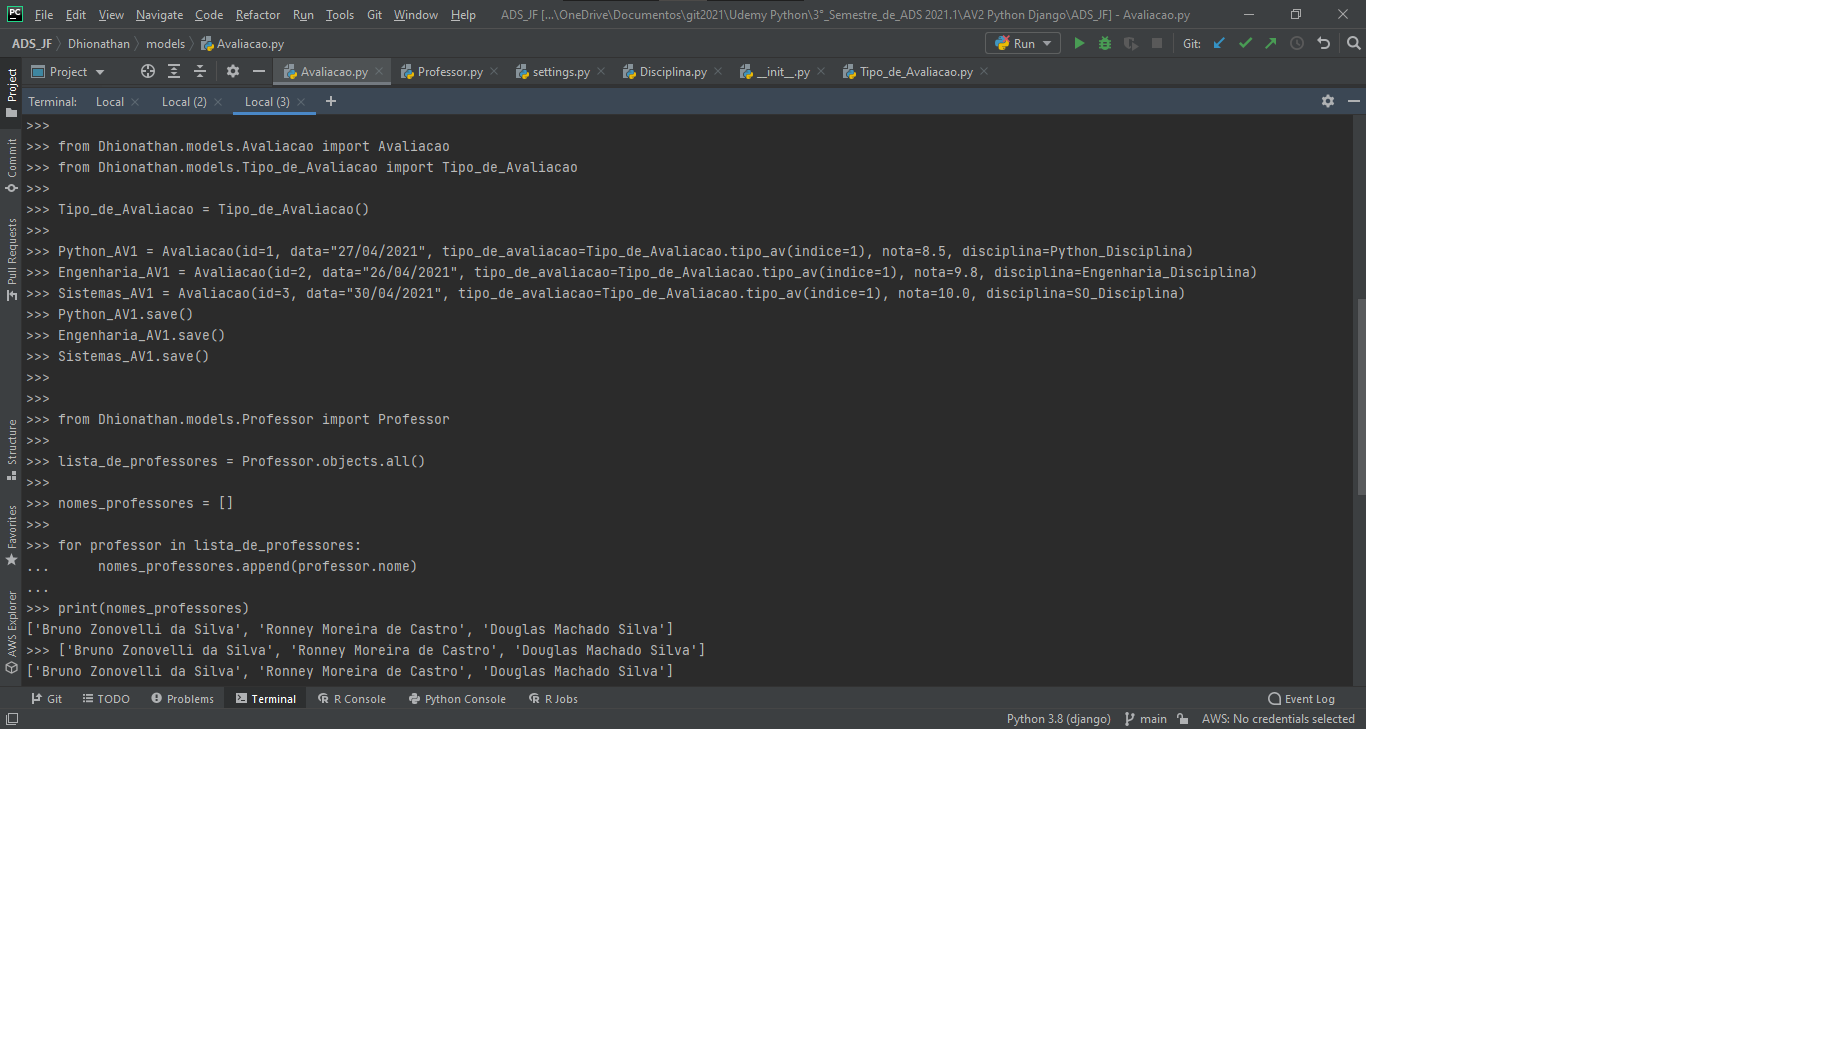 PC File Edit View Navigate Code Refactor Run Tools Git Window Help ADS_JF [...\OneDrive\Documentos\git2021\Udemy Python\3°_Semestre_de_ADS 2021.1\AV2 Python Django\ADS_JF] - Avaliacao.py
ADS_JF Dhionathan models Avaliacao.py Run Git:
Project Avaliacao.py Professor.py settings.py Disciplina.py __init__.py Tipo_de_Avaliacao.py
Terminal: Local Local (2) Local (3) +
>>>
>>> from Dhionathan.models.Avaliacao import Avaliacao
>>> from Dhionathan.models.Tipo_de_Avaliacao import Tipo_de_Avaliacao
>>>
>>> Tipo_de_Avaliacao = Tipo_de_Avaliacao()
>>>
>>> Python_AV1 = Avaliacao(id=1, data="27/04/2021", tipo_de_avaliacao=Tipo_de_Avaliacao.tipo_av(indice=1), nota=8.5, disciplina=Python_Disciplina)
>>> Engenharia_AV1 = Avaliacao(id=2, data="26/04/2021", tipo_de_avaliacao=Tipo_de_Avaliacao.tipo_av(indice=1), nota=9.8, disciplina=Engenharia_Disciplina)
>>> Sistemas_AV1 = Avaliacao(id=3, data="30/04/2021", tipo_de_avaliacao=Tipo_de_Avaliacao.tipo_av(indice=1), nota=10.0, disciplina=SO_Disciplina)
>>> Python_AV1.save()
>>> Engenharia_AV1.save()
>>> Sistemas_AV1.save()
>>>
>>>
>>> from Dhionathan.models.Professor import Professor
>>>
>>> lista_de_professores = Professor.objects.all()
>>>
>>> nomes_professores = []
>>>
>>> for professor in lista_de_professores:
...      nomes_professores.append(professor.nome)
...
>>> print(nomes_professores)
['Bruno Zonovelli da Silva', 'Ronney Moreira de Castro', 'Douglas Machado Silva']
>>> ['Bruno Zonovelli da Silva', 'Ronney Moreira de Castro', 'Douglas Machado Silva']
['Bruno Zonovelli da Silva', 'Ronney Moreira de Castro', 'Douglas Machado Silva']
Project
Commit
Pull Requests
Structure
Favorites
AWS Explorer
Git TODO Problems Terminal R Console Python Console R Jobs Event Log
Python 3.8 (django) main AWS: No credentials selected